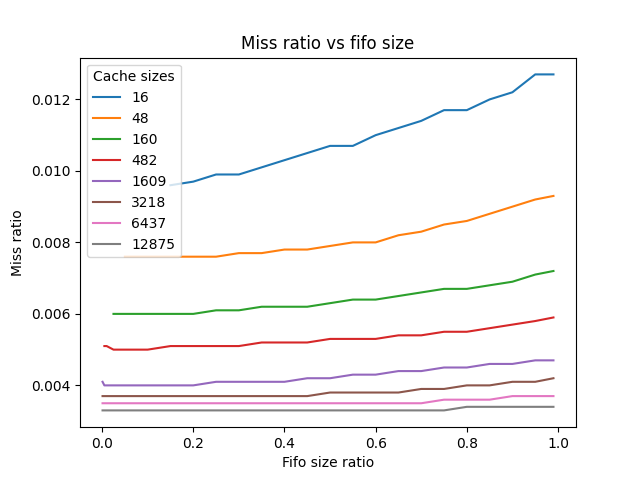 Miss ratio vs fifo size
Cache sizes
16
48
160
482
1609
3218
6437
12875
0.012
0.010
0.008
0.006
0.004
Miss ratio
0.0 0.2 0.4 0.6 0.8 1.0
Fifo size ratio